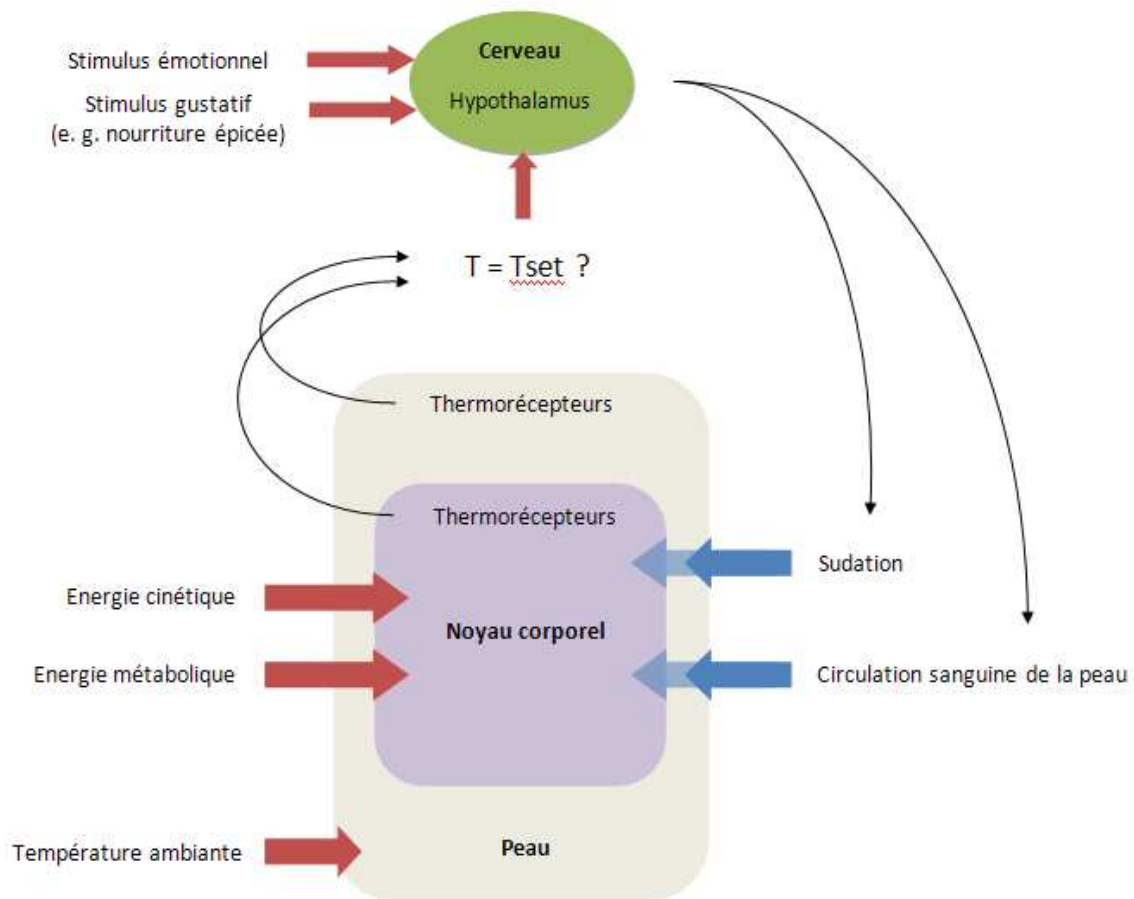 Stimulus émotionnel
Stimulus gustatif
(e. g. nourriture épicée)
Cerveau
Hypothalamus
T = Tset ?
Thermorécepteurs
Thermorécepteurs
Sudation
Energie cinétique
Noyau corporel
Energie métabolique
Circulation sanguine de la peau
Température ambiante
Peau